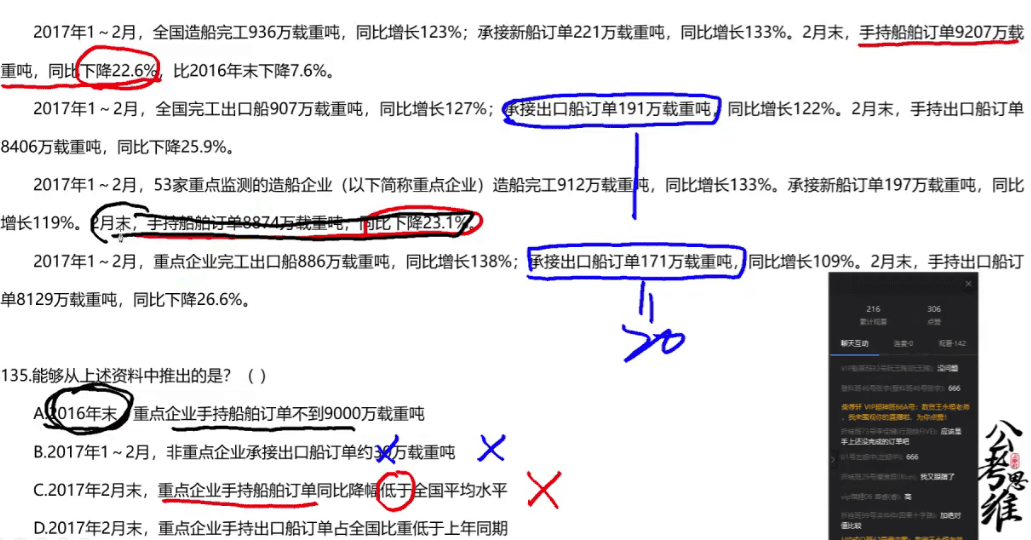 2017年1～2月，全国造船完工936万载重吨，同比增长123%；承接新船订单221万载重吨，同比增长133%。2月末，手持船舶订单9207万载
重吨，同比下降22.6%，比2016年末下降7.6%。
2017年1～2月，全国完工出口船907万载重吨，同比增长127%；承接出口船订单191万载重吨，同比增长122%。2月末，手持出口船订单
8406万载重吨，同比下降25.9%。
2017年1～2月，53家重点监测的造船企业（以下简称重点企业）造船完工912万载重吨，同比增长133%。承接新船订单197万载重吨，同比
增长119%。2月末，手持船舶订单8874万载重吨，同比下降23.1%。
2017年1～2月，重点企业完工出口船886万载重吨，同比增长138%；承接出口船订单171万载重吨，同比增长109%。2月末，手持出口船订
单8129万载重吨，同比下降26.6%。
20
216 306
累计观看 点赞
聊天互动 连麦·0 观看·142
没问题
666
应该是
手上还没完成的订单吧
666
我又跟瞎了
高
加绝对
值比较
135.能够从上述资料中推出的是？（ ）
A.2016年末，重点企业手持船舶订单不到9000万载重吨
B.2017年1～2月，非重点企业承接出口船订单约30万载重吨
C.2017年2月末，重点企业手持船舶订单同比降幅低于全国平均水平
D.2017年2月末，重点企业手持出口船订单占全国比重低于上年同期
公考思维